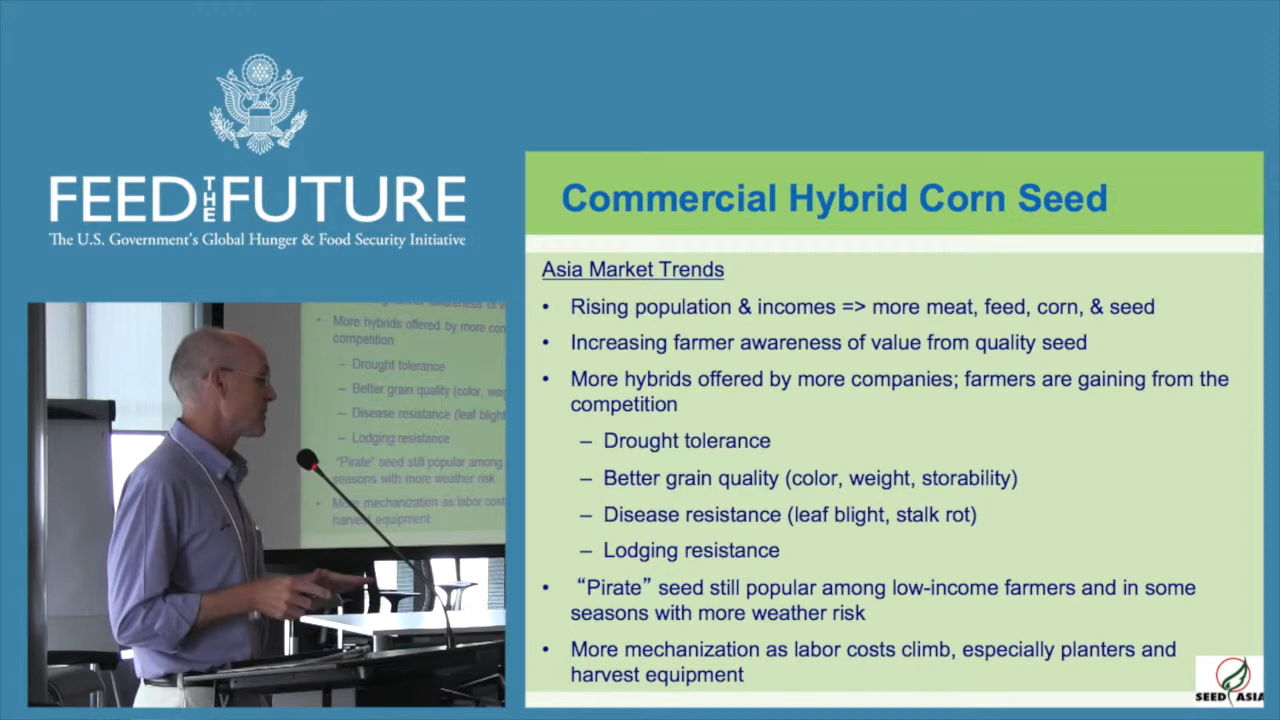 FEED THE FUTURE
The U.S. Government's Global Hunger & Food Security Initiative
Commercial Hybrid Corn Seed
Asia Market Trends
• Rising population & incomes => more meat, feed, corn, & seed
• Increasing farmer awareness of value from quality seed
• More hybrids offered by more companies; farmers are gaining from the
competition
– Drought tolerance
– Better grain quality (color, weight, storability)
– Disease resistance (leaf blight, stalk rot)
– Lodging resistance
• “Pirate” seed still popular among low-income farmers and in some
seasons with more weather risk
• More mechanization as labor costs climb, especially planters and
harvest equipment
SEED ASIA
farmer awareness of
• More hybrids offered by more
competition
– Drought tolerance
– Better grain quality (color,
– Disease resistance (leaf blight
– Lodging resistance
“Pirate” seed still popular among
seasons with more weather risk
More mechanization as labor costs
harvest equipment